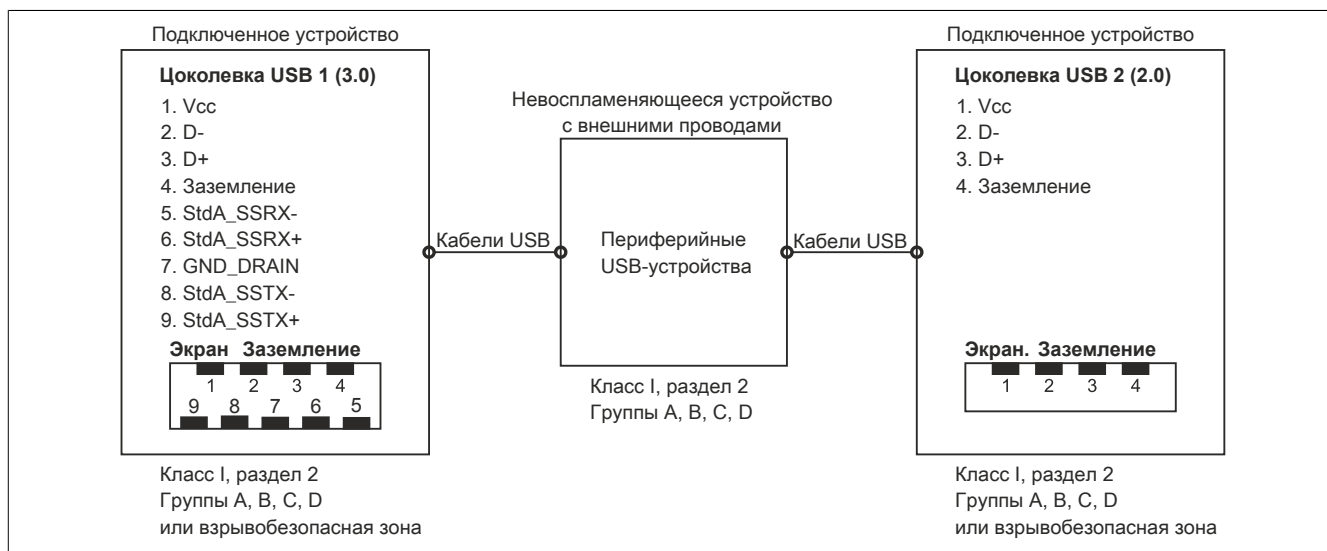 Подключенное устройство
Цоколевка USB 1 (3.0)
1. Vcc
2. D-
3. D+
4. Заземление
5. StdA_SSRX-
6. StdA_SSRX+
7. GND_DRAIN
8. StdA_SSTX-
9. StdA_SSTX+
Экран Заземление
1 2 3 4
9 8 7 6 5
Класс I, раздел 2
Группы A, B, C, D
или взрывобезопасная зона
Кабели USB
Невоспламеняющееся устройство
с внешними проводами
Периферийные
USB-устройства
Класс I, раздел 2
Группы A, B, C, D
Кабели USB
Подключенное устройство
Цоколевка USB 2 (2.0)
1. Vcc
2. D-
3. D+
4. Заземление
Экран. Заземление
1 2 3 4
Класс I, раздел 2
Группы A, B, C, D
или взрывобезопасная зона